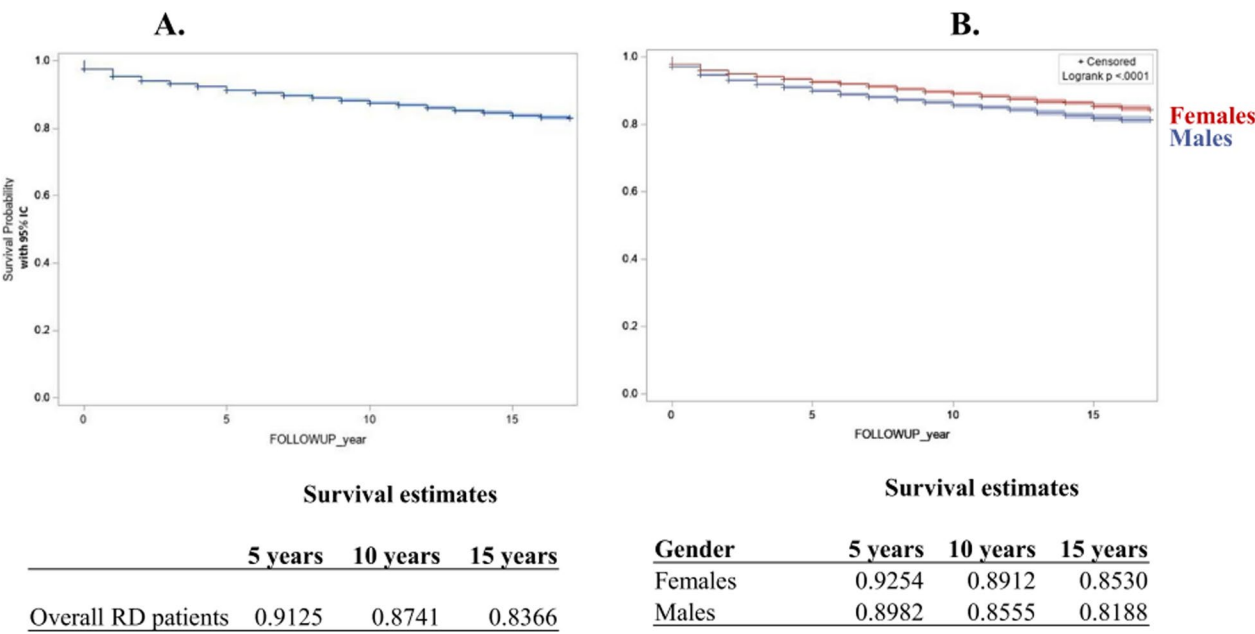 A.
1.0
0.8
0.6
0.4
0.2
0.0
Survival Probability
with 95% IC
0 5 10 15
FOLLOWUP_year
Survival estimates
5 years 10 years 15 years
Overall RD patients 0.9125 0.8741 0.8366
B.
+ Censored
Logrank p <.0001
1.0
0.8
0.6
0.4
0.2
0.0
Females
Males
0 5 10 15
FOLLOWUP_year
Survival estimates
Gender 5 years 10 years 15 years
Females 0.9254 0.8912 0.8530
Males 0.8982 0.8555 0.8188